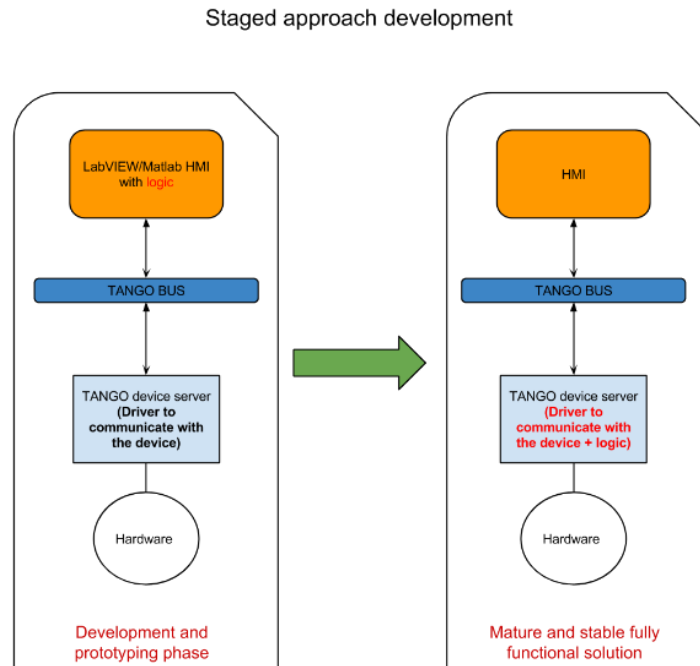 Staged approach development
LabVIEW/Matlab HMI
with logic
TANGO BUS
TANGO device server
(Driver to
communicate with
the device)
Hardware
Development and
prototyping phase
HMI
TANGO BUS
TANGO device server
(Driver to
communicate with
the device + logic)
Hardware
Mature and stable fully
functional solution